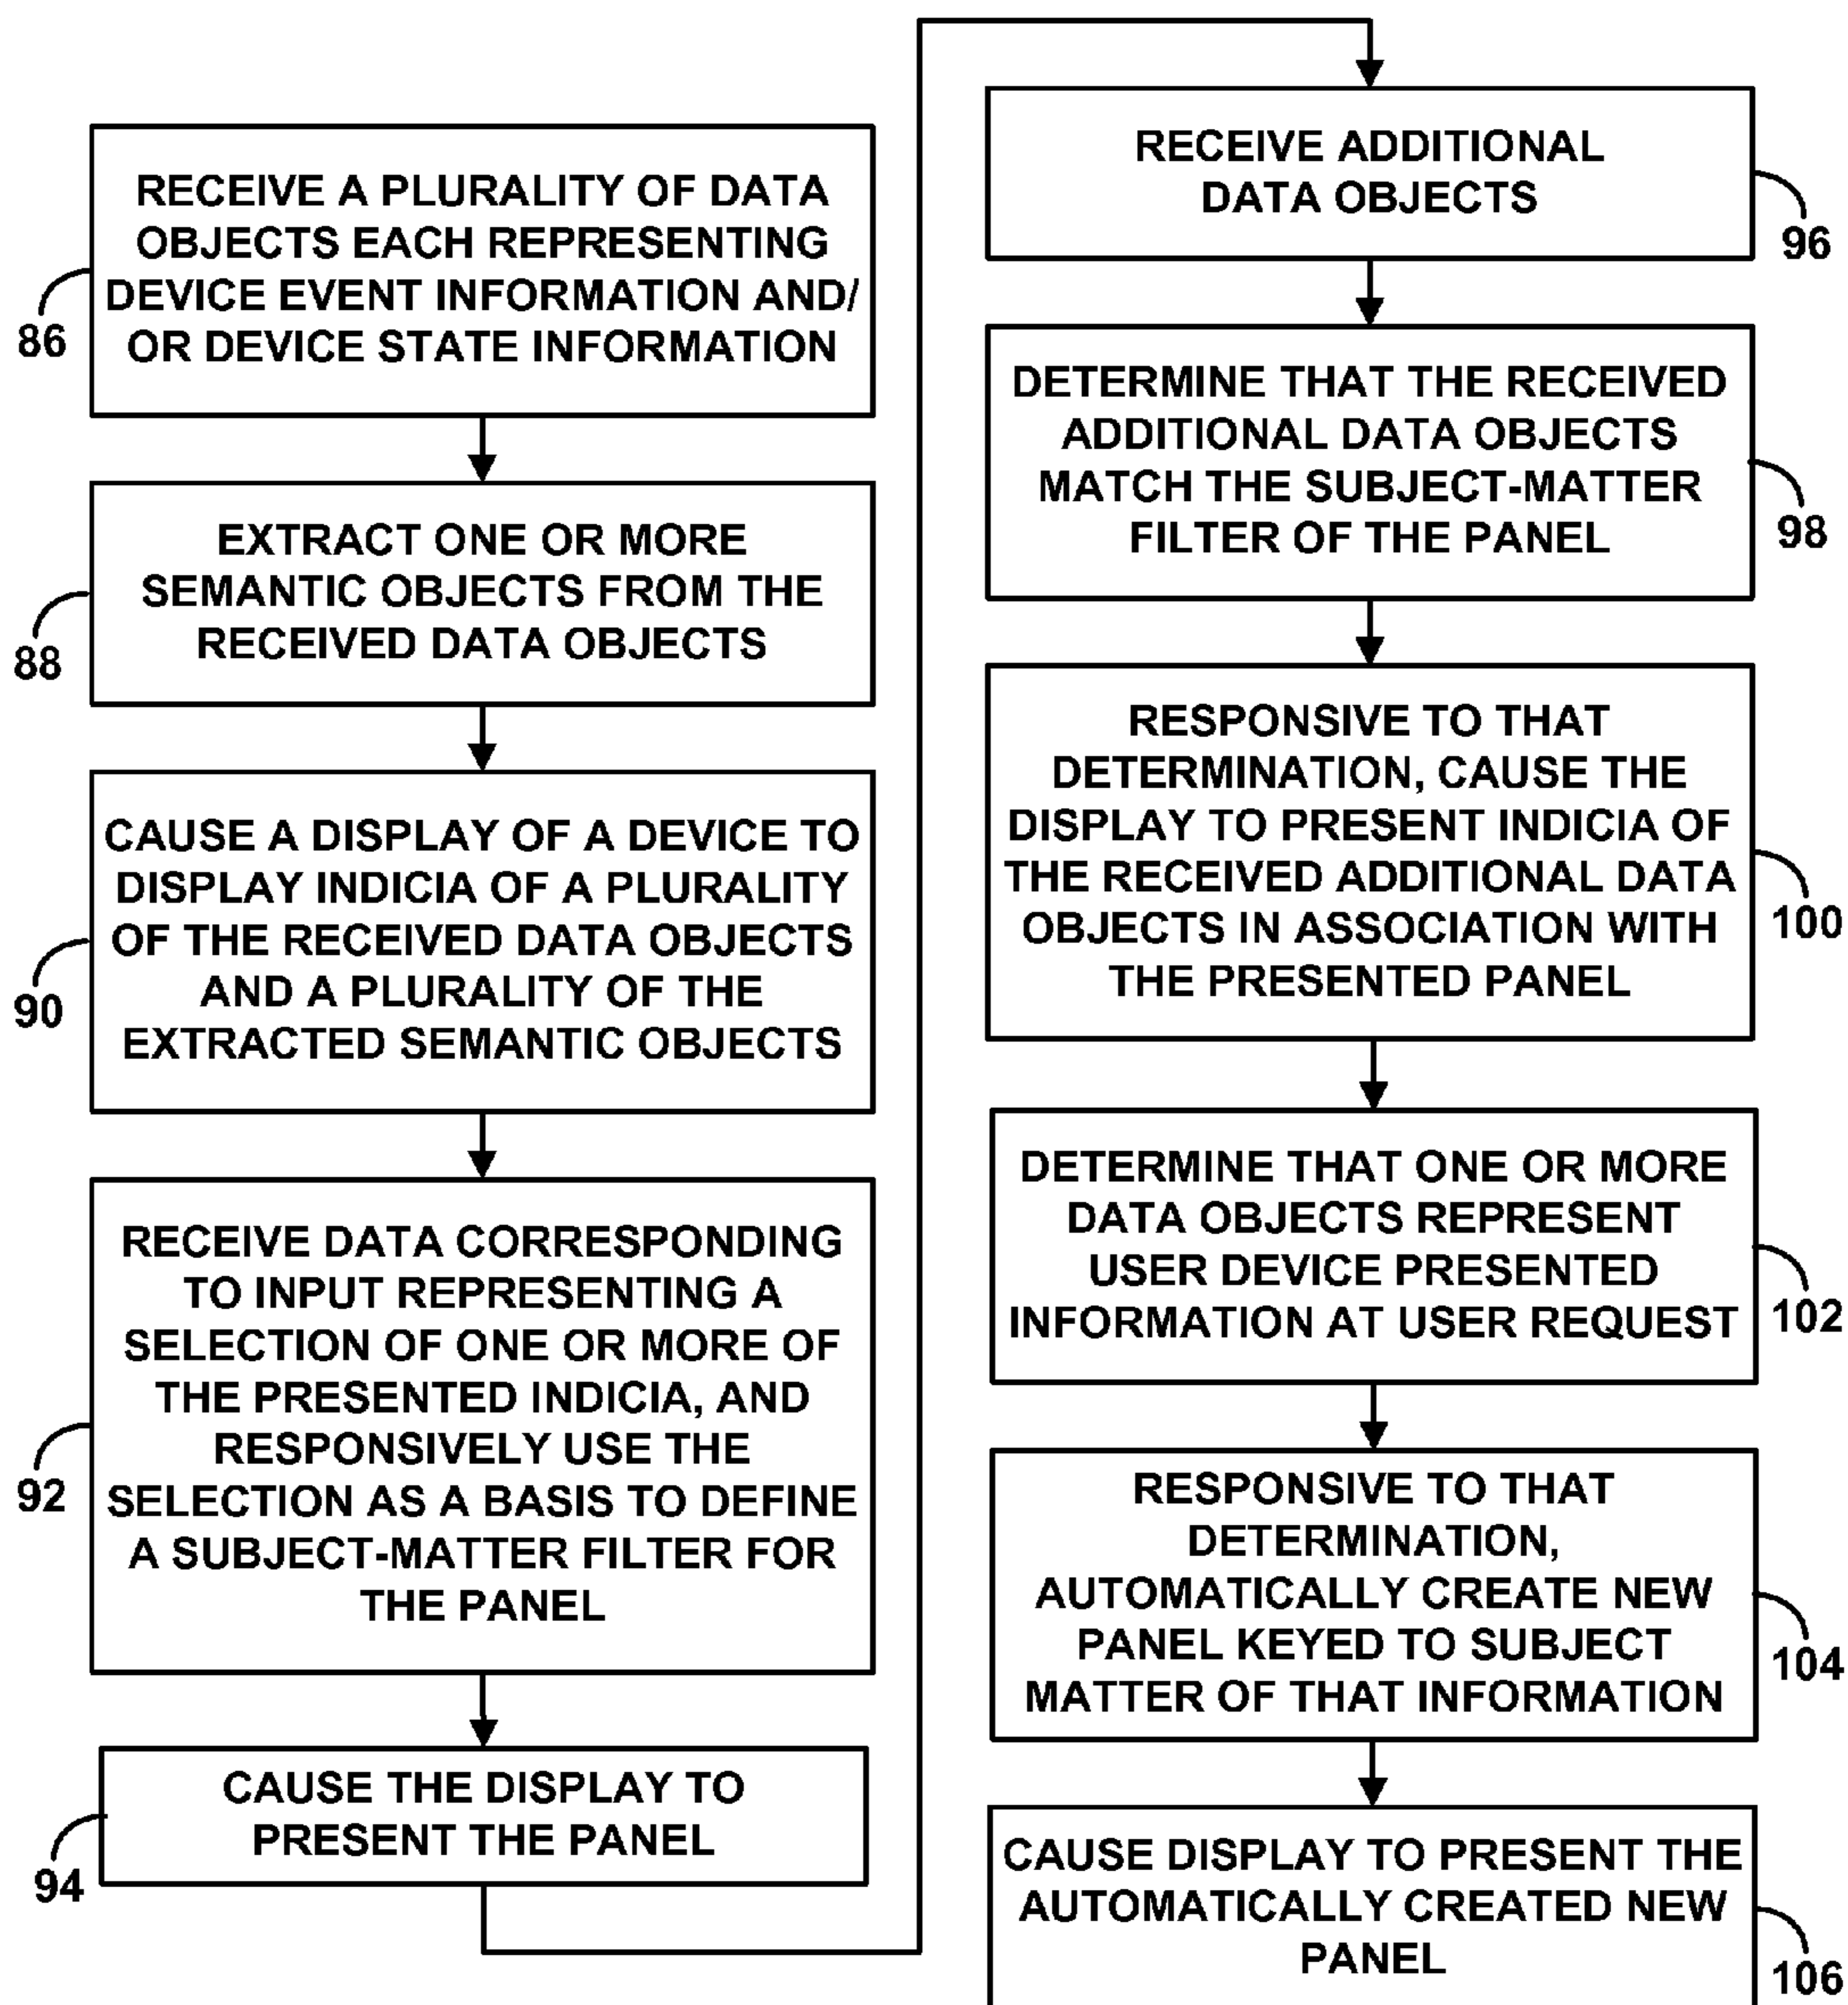 RECEIVE A PLURALITY OF DATA
OBJECTS EACH REPRESENTING
DEVICE EVENT INFORMATION AND/
OR DEVICE STATE INFORMATION
86
EXTRACT ONE OR MORE
SEMANTIC OBJECTS FROM THE
RECEIVED DATA OBJECTS
88
CAUSE A DISPLAY OF A DEVICE TO
DISPLAY INDICIA OF A PLURALITY
OF THE RECEIVED DATA OBJECTS
AND A PLURALITY OF THE
EXTRACTED SEMANTIC OBJECTS
90
RECEIVE DATA CORRESPONDING
TO INPUT REPRESENTING A
SELECTION OF ONE OR MORE OF
THE PRESENTED INDICIA, AND
RESPONSIVELY USE THE
SELECTION AS A BASIS TO DEFINE
A SUBJECT-MATTER FILTER FOR
THE PANEL
92
CAUSE THE DISPLAY TO
PRESENT THE PANEL
94
RECEIVE ADDITIONAL
DATA OBJECTS
96
DETERMINE THAT THE RECEIVED
ADDITIONAL DATA OBJECTS
MATCH THE SUBJECT-MATTER
FILTER OF THE PANEL
98
RESPONSIVE TO THAT
DETERMINATION, CAUSE THE
DISPLAY TO PRESENT INDICIA OF
THE RECEIVED ADDITIONAL DATA
OBJECTS IN ASSOCIATION WITH
THE PRESENTED PANEL
100
DETERMINE THAT ONE OR MORE
DATA OBJECTS REPRESENT
USER DEVICE PRESENTED
INFORMATION AT USER REQUEST
102
RESPONSIVE TO THAT
DETERMINATION,
AUTOMATICALLY CREATE NEW
PANEL KEYED TO SUBJECT
MATTER OF THAT INFORMATION
104
CAUSE DISPLAY TO PRESENT THE
AUTOMATICALLY CREATED NEW
PANEL
106